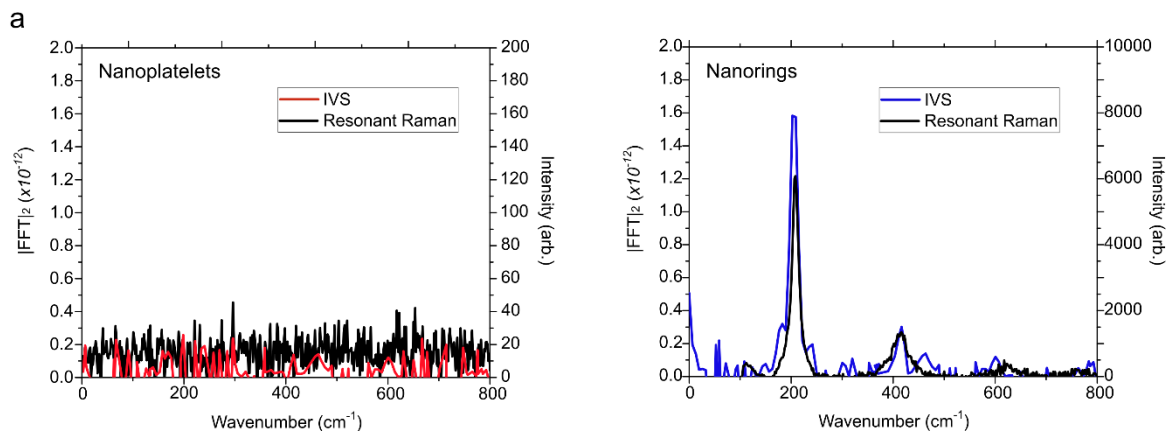 a
Nanoplatelets
IVS
Resonant Raman
2.0
1.8
1.6
1.4
1.2
1.0
0.8
0.6
0.4
0.2
0.0
|FFT|2 (x10-12)
200
180
160
140
120
100
80
60
40
20
0
Intensity (arb.)
0 200 400 600 800
Wavenumber (cm-1)
Nanorings
IVS
Resonant Raman
2.0
1.8
1.6
1.4
1.2
1.0
0.8
0.6
0.4
0.2
0.0
|FFT|2 (x10-12)
10000
8000
6000
4000
2000
0
Intensity (arb.)
0 200 400 600 800
Wavenumber (cm-1)